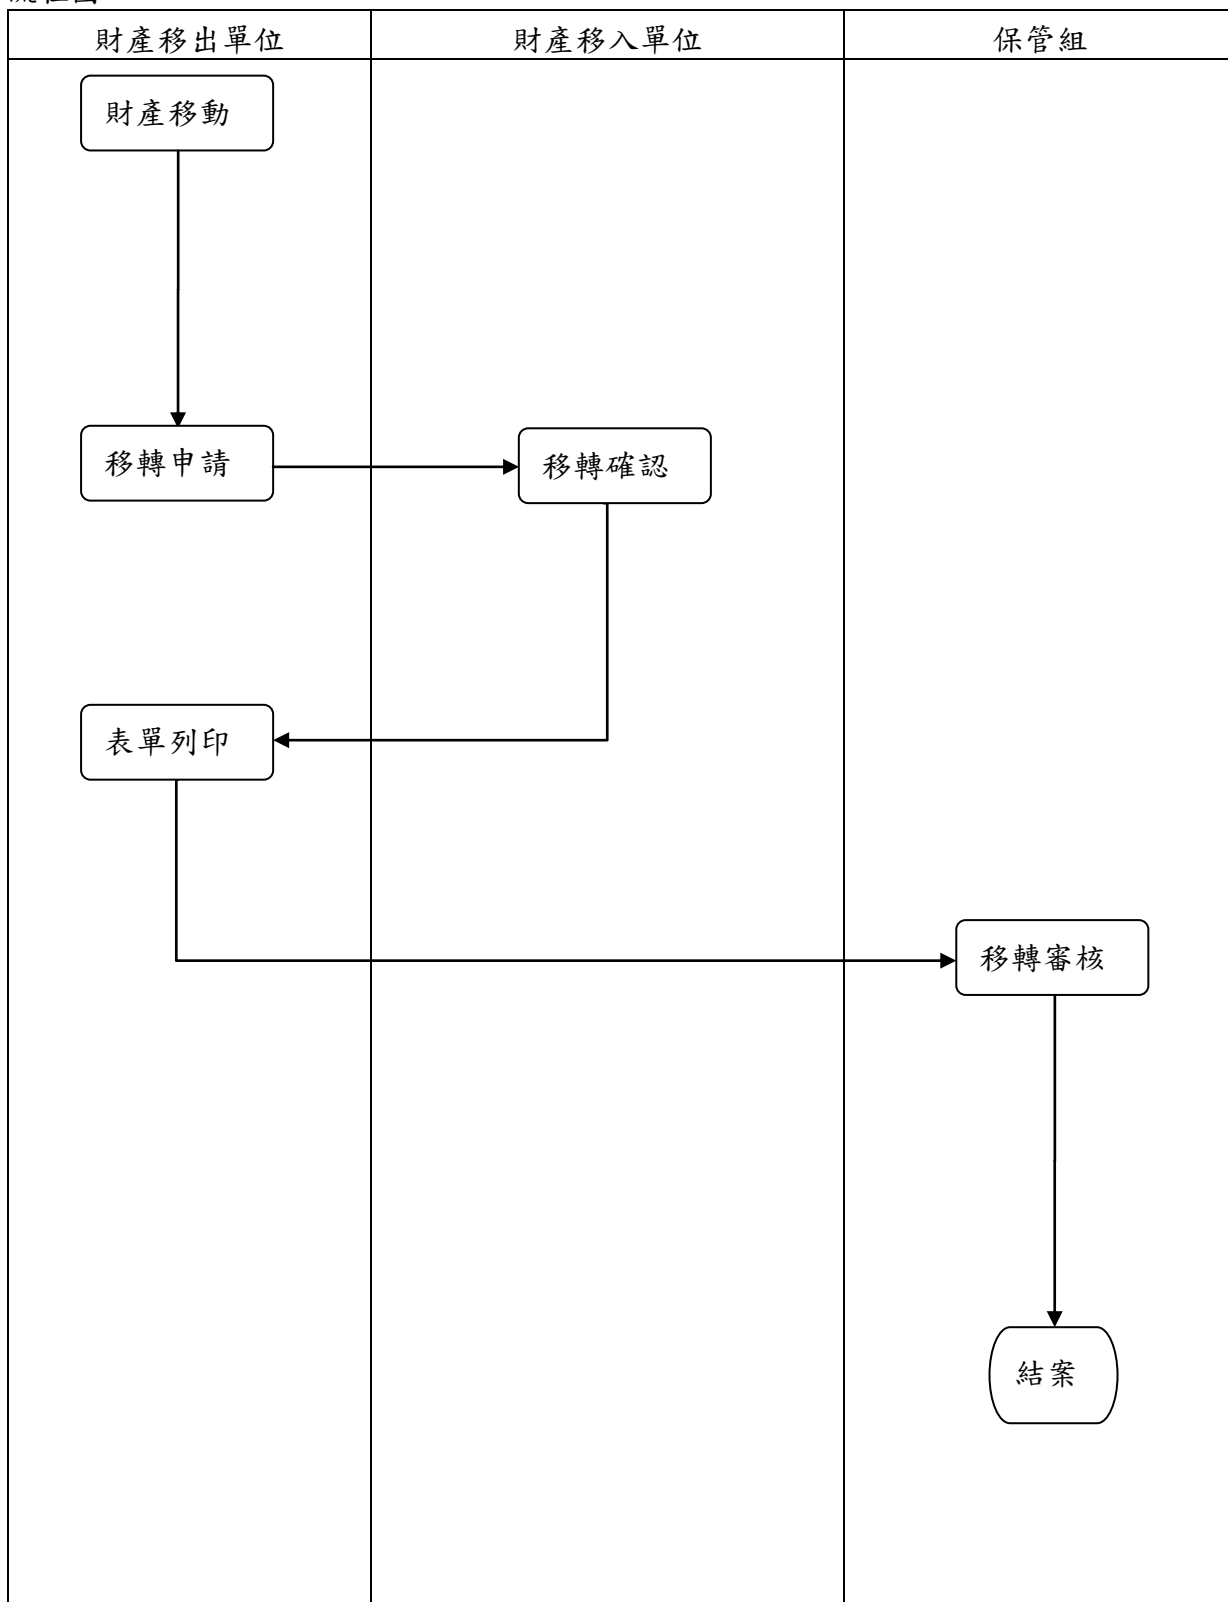 財產移出單位
財產移入單位
保管組
財產移動
移轉申請
移轉確認
表單列印
移轉審核
結案